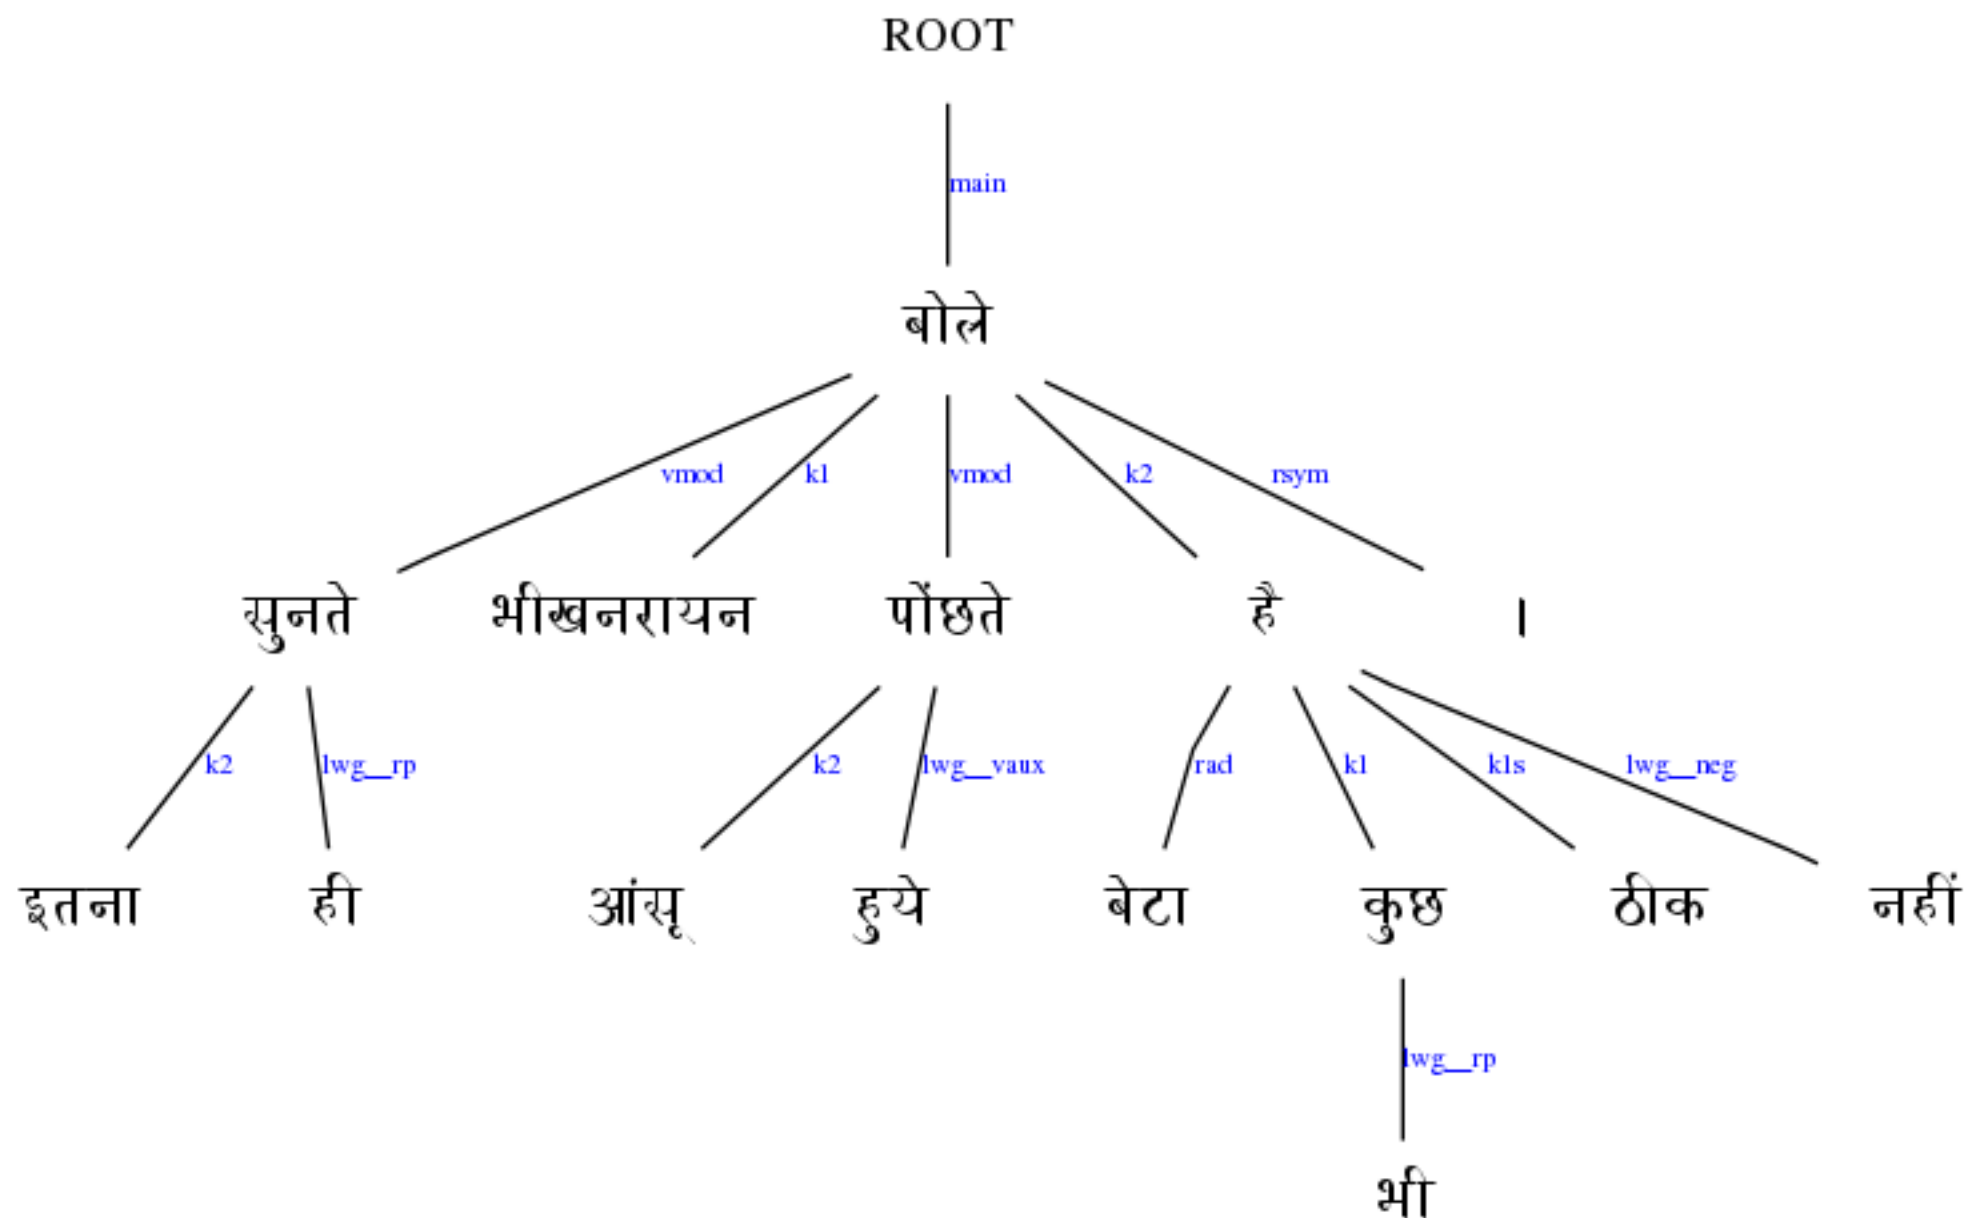 ROOT
main
बोले
vmod k1 vmod k2 rsym
सुनते भीखनरायन पोंछते है ।
k2 lwg__rp k2 lwg__vaux rad k1 k1s lwg__neg
इतना ही आंसू हुये बेटा कुछ ठीक नहीं
lwg__rp
भी